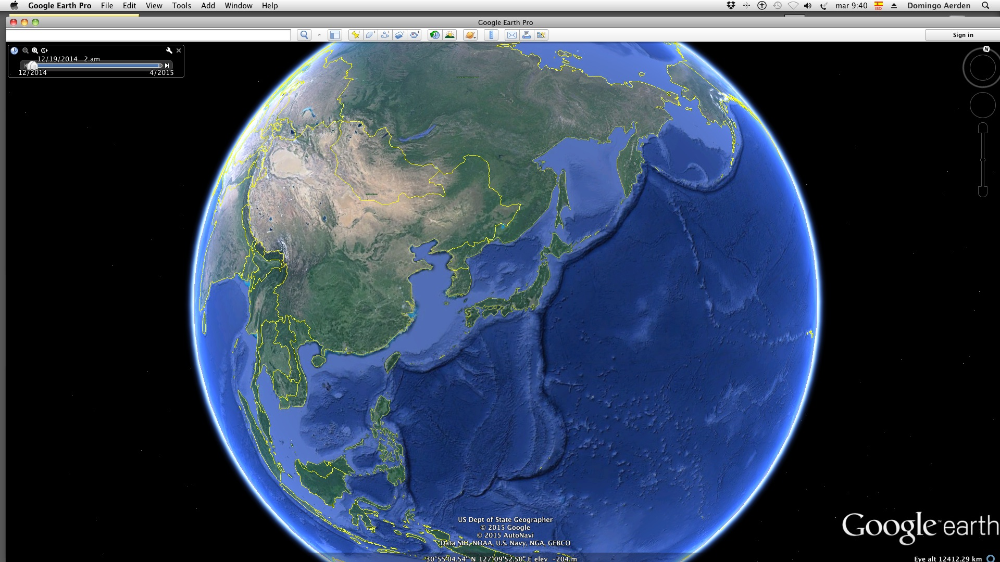 Google Earth Pro File Edit View Tools Add Window Help mar 9:40 ISO Domingo Aerden
Google Earth Pro
Sign in
12/19/2014 2 am
12/2014 4/2015
N
US Dept of State Geographer
© 2015 Google
© 2015 AutoNavi
Data SIO, NOAA, U.S. Navy, NGA, GEBCO
Google earth
30°55'04.54" N 127°09'52.50" E elev -204 m
Eye alt 12412.29 km